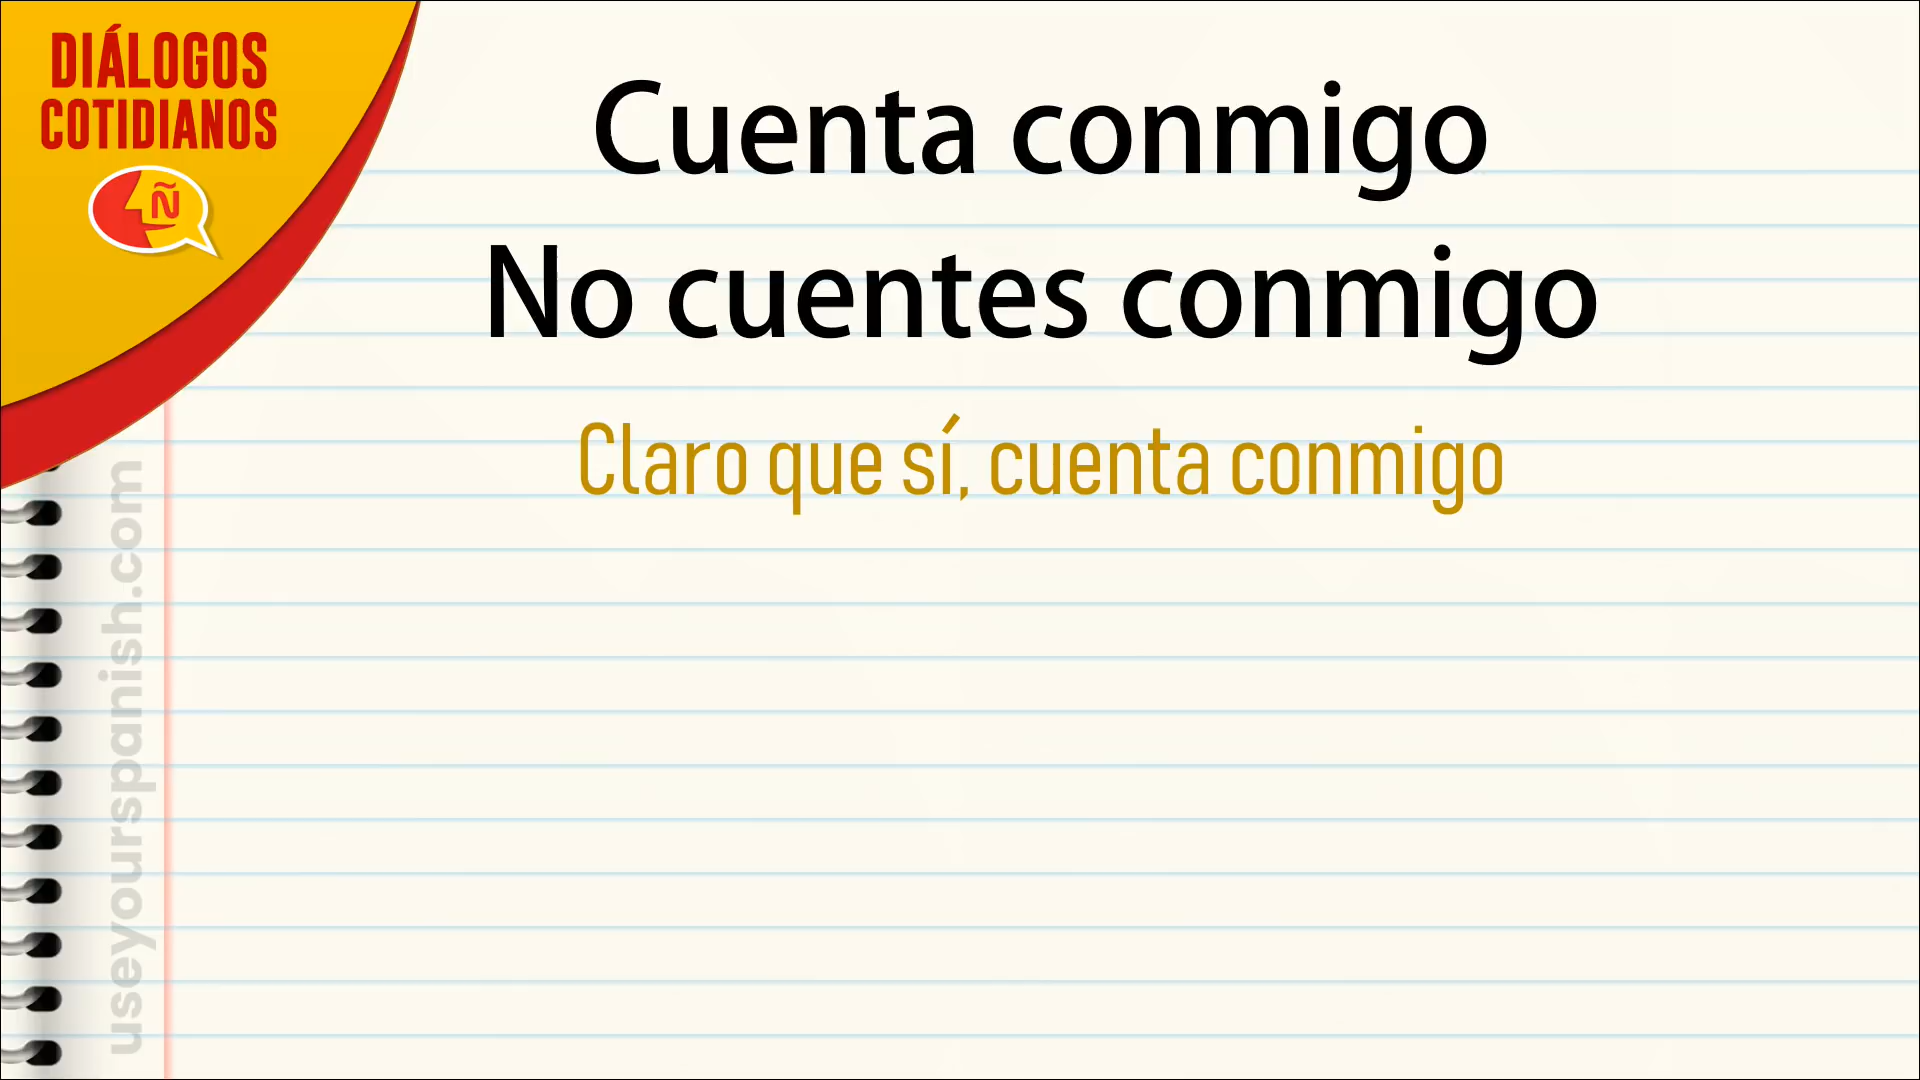 DIÁLOGOS
COTIDIANOS
Ñ
Cuenta conmigo
No cuentes conmigo
Claro que sí, cuenta conmigo
useyourspanish.com